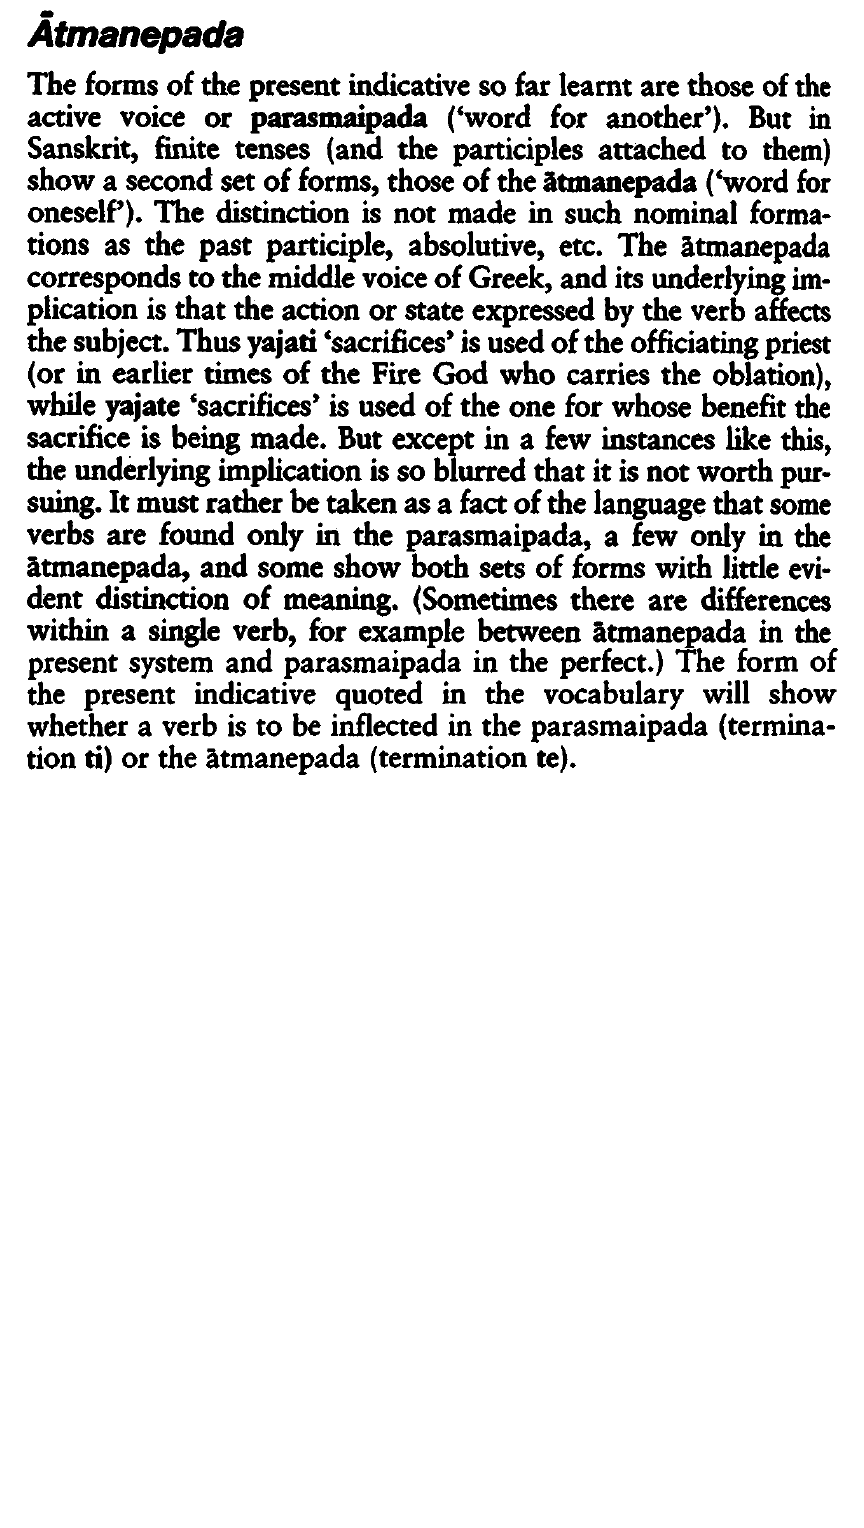 Ātmanepada
The forms of the present indicative so far learnt are those of the
active voice or parasmaipada (‘word for another’). But in
Sanskrit, finite tenses (and the participles attached to them)
show a second set of forms, those of the ātmanepada (‘word for
oneself’). The distinction is not made in such nominal forma-
tions as the past participle, absolutive, etc. The ātmanepada
corresponds to the middle voice of Greek, and its underlying im-
plication is that the action or state expressed by the verb affects
the subject. Thus yajati ‘sacrifices’ is used of the officiating priest
(or in earlier times of the Fire God who carries the oblation),
while yajate ‘sacrifices’ is used of the one for whose benefit the
sacrifice is being made. But except in a few instances like this,
the underlying implication is so blurred that it is not worth pur-
suing. It must rather be taken as a fact of the language that some
verbs are found only in the parasmaipada, a few only in the
ātmanepada, and some show both sets of forms with little evi-
dent distinction of meaning. (Sometimes there are differences
within a single verb, for example between ātmanepada in the
present system and parasmaipada in the perfect.) The form of
the present indicative quoted in the vocabulary will show
whether a verb is to be inflected in the parasmaipada (termina-
tion ti) or the ātmanepada (termination te).